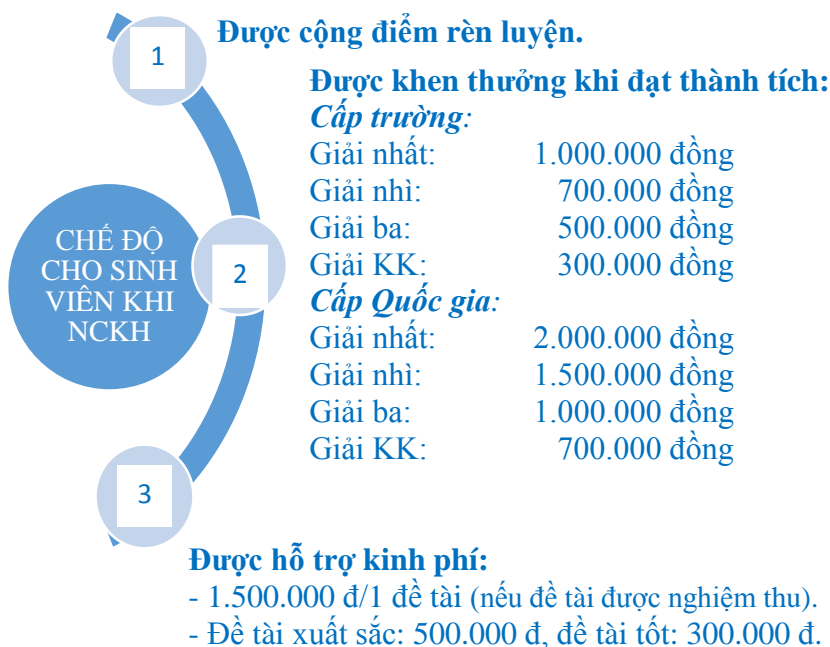 1
Được cộng điểm rèn luyện.
CHẾ ĐỘ
CHO SINH
VIÊN KHI
NCKH
2
Được khen thưởng khi đạt thành tích:
Cấp trường:
Giải nhất: 1.000.000 đồng
Giải nhì: 700.000 đồng
Giải ba: 500.000 đồng
Giải KK: 300.000 đồng
Cấp Quốc gia:
Giải nhất: 2.000.000 đồng
Giải nhì: 1.500.000 đồng
Giải ba: 1.000.000 đồng
Giải KK: 700.000 đồng
3
Được hỗ trợ kinh phí:
- 1.500.000 đ/1 đề tài (nếu đề tài được nghiệm thu).
- Đề tài xuất sắc: 500.000 đ, đề tài tốt: 300.000 đ.